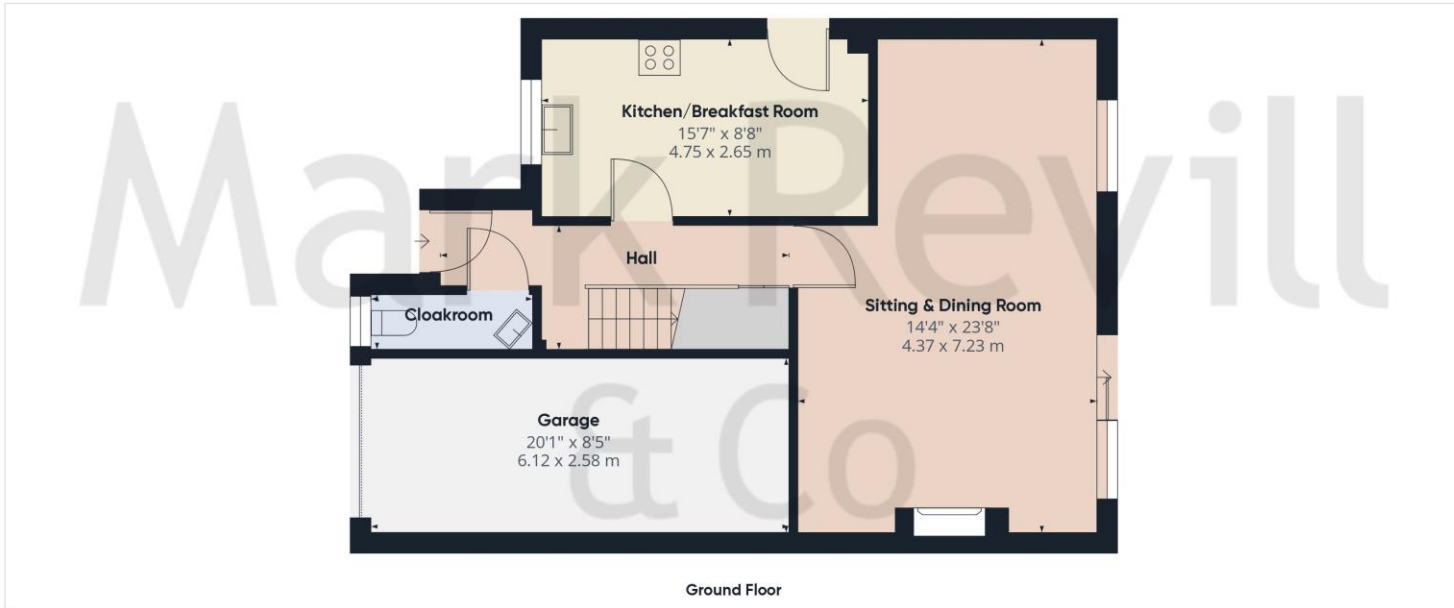 Mark Revill
& Co
Kitchen/Breakfast Room
15'7" x 8'8"
4.75 x 2.65 m
Hall
Cloakroom
Sitting & Dining Room
14'4" x 23'8"
4.37 x 7.23 m
Garage
20'1" x 8'5"
6.12 x 2.58 m
Ground Floor